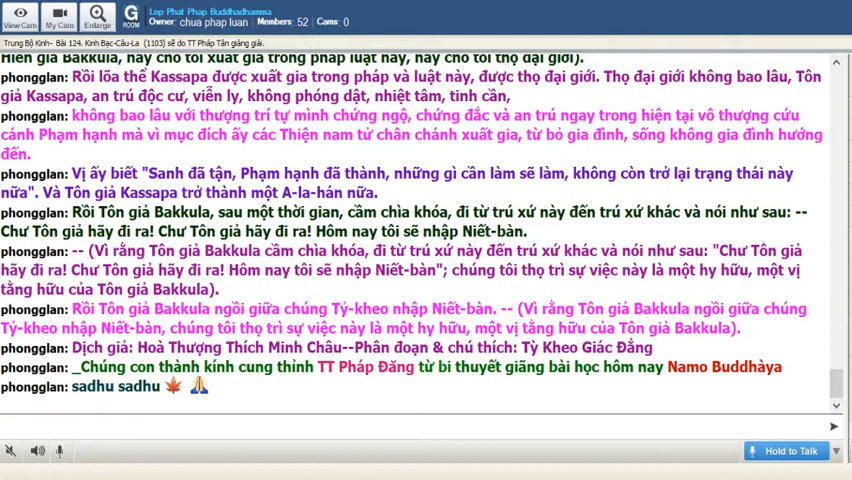 View Cam
My Cam
Enlarge
G
ROOM
Lop Phat Phap Buddhadhamma
Owner: chua phap luan Members: 52 Cams: 0
Trung Bộ Kinh- Bài 124. Kinh Bạc-Câu-La (1103) sẽ do TT Pháp Tân giảng giải.
Hiền giả Bakkula, hãy cho tôi xuất gia trong pháp luật này, hãy cho tôi thọ đại giới).
phongglan: Rồi lõa thể Kassapa được xuất gia trong pháp và luật này, được thọ đại giới. Thọ đại giới không bao lâu, Tôn
giả Kassapa, an trú độc cư, viễn ly, không phóng dật, nhiệt tâm, tinh cần,
phongglan: không bao lâu với thượng trí tự mình chứng ngộ, chứng đắc và an trú ngay trong hiện tại vô thượng cứu
cánh Phạm hạnh mà vì mục đích ấy các Thiện nam tử chân chánh xuất gia, từ bỏ gia đình, sống không gia đình hướng
đến.
phongglan: Vị ấy biết "Sanh đã tận, Phạm hạnh đã thành, những gì cần làm sẽ làm, không còn trở lại trạng thái này
nữa". Và Tôn giả Kassapa trở thành một A-la-hán nữa.
phongglan: Rồi Tôn giả Bakkula, sau một thời gian, cầm chìa khóa, đi từ trư xứ này đến trú xứ khác và nói như sau: --
Chư Tôn giả hãy đi ra! Chư Tôn giả hãy đi ra! Hôm nay tôi sẽ nhập Niết-bàn.
phongglan: -- (Vì rằng Tôn giả Bakkula cầm chìa khóa, đi từ trú xứ này đến trú xứ khác và nói như sau: "Chư Tôn giả
hãy đi ra! Chư Tôn giả hãy đi ra! Hôm nay tôi sẽ nhập Niết-bàn"; chúng tôi thọ trì sự việc này là một hy hữu, một vị
tằng hữu của Tôn giả Bakkula).
phongglan: Rồi Tôn giả Bakkula ngồi giữa chúng Tỷ-kheo nhập Niết-bàn. -- (Vì rằng Tôn giả Bakkula ngồi giữa chúng
Tỷ-kheo nhập Niết-bàn, chúng tôi thọ trì sự việc này là một hy hữu, một vị tằng hữu của Tôn giả Bakkula).
phongglan: Dịch giả: Hoà Thượng Thích Minh Châu--Phân đoạn & chú thích: Tỳ Kheo Giác Đẳng
phongglan: _Chúng con thành kính cung thỉnh TT Pháp Đăng từ bi thuyết giãng bài học hôm nay Namo Buddhàya
phongglan: sadhu sadhu
Hold to Talk